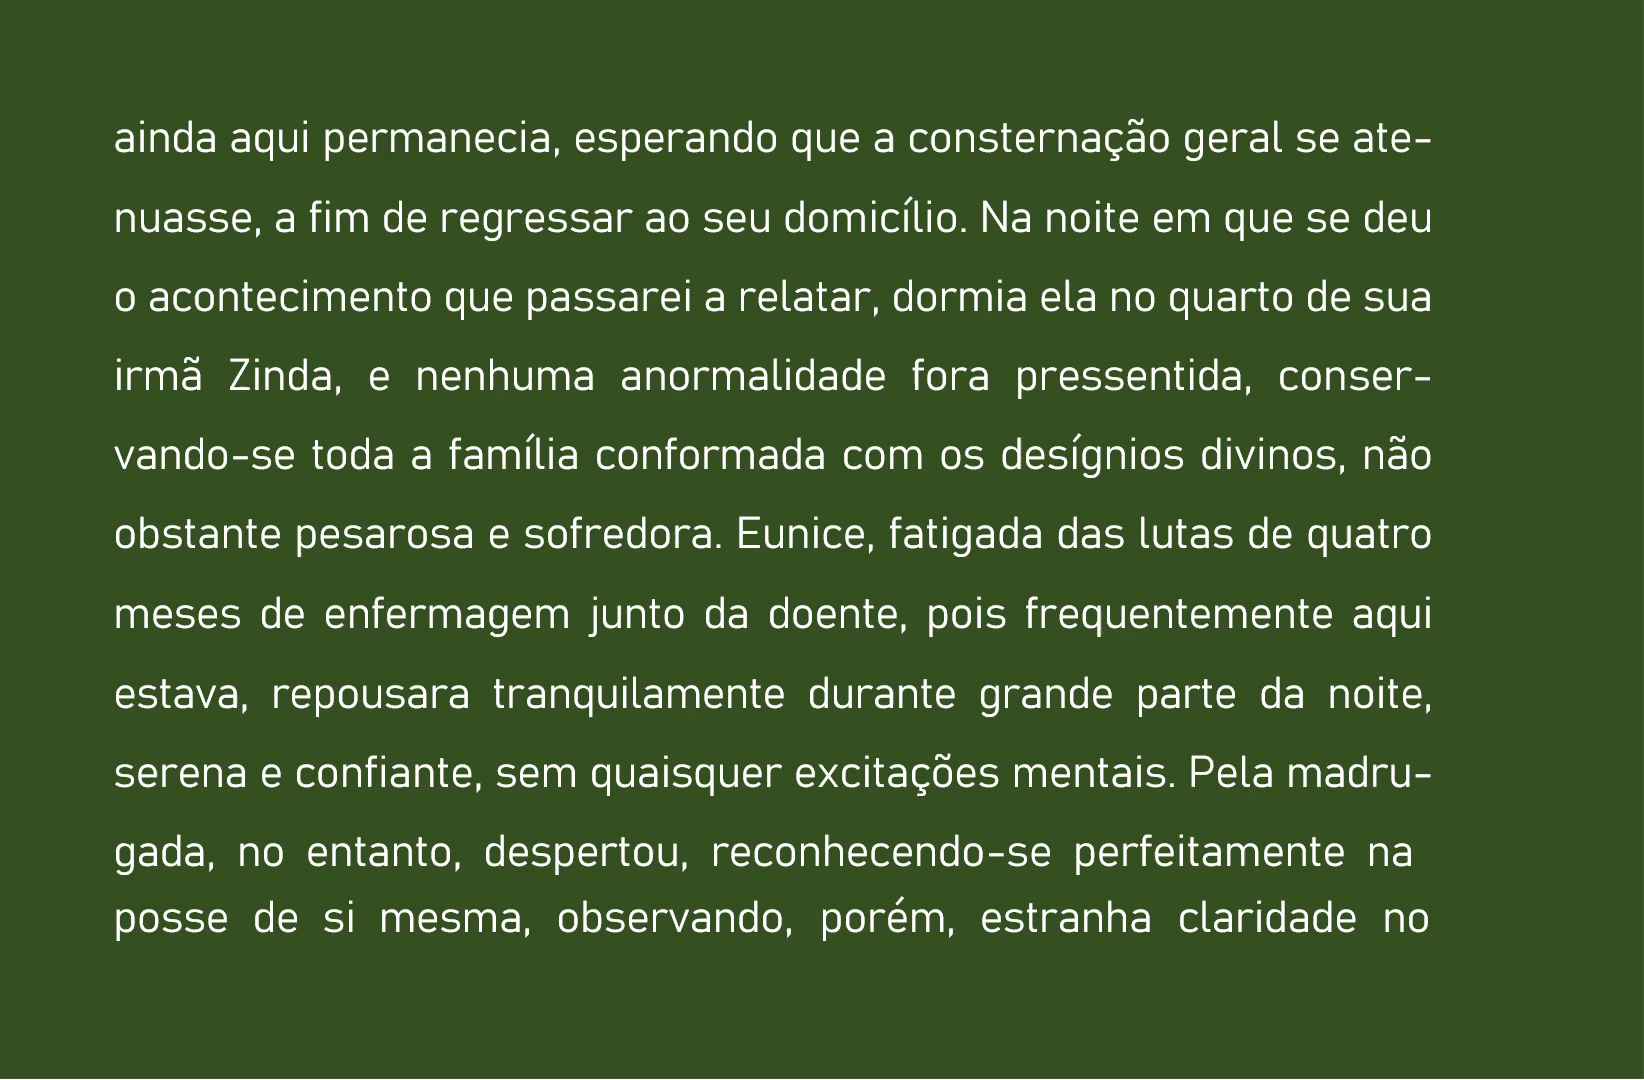 ainda aqui permanecia, esperando que a consternação geral se ate-
nuasse, a fim de regressar ao seu domicílio. Na noite em que se deu
o acontecimento que passarei a relatar, dormia ela no quarto de sua
irmã Zinda, e nenhuma anormalidade fora pressentida, conser-
vando-se toda a família conformada com os desígnios divinos, não
obstante pesarosa e sofredora. Eunice, fatigada das lutas de quatro
meses de enfermagem junto da doente, pois frequentemente aqui
estava, repousara tranquilamente durante grande parte da noite,
serena e confiante, sem quaisquer excitações mentais. Pela madru-
gada, no entanto, despertou, reconhecendo-se perfeitamente na
posse de si mesma, observando, porém, estranha claridade no